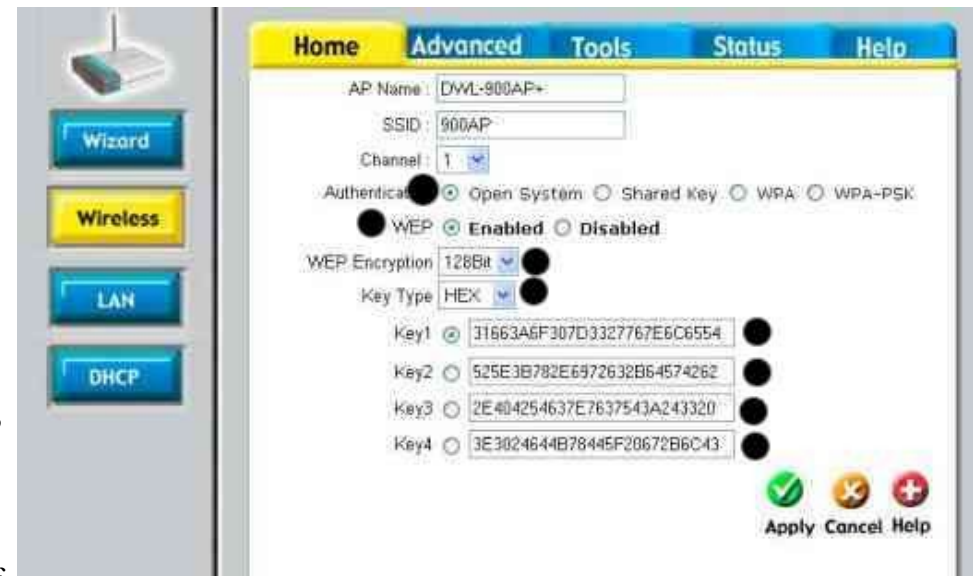 Home Advanced Tools Status Help
AP Name : DWL-900AP+
SSID : 900AP
Channel : 1
Wizard
Authenticat Open System Shared Key WPA WPA-PSK
Wireless
WEP Enabled Disabled
WEP Encryption 128Bit
Key Type HEX
LAN
Key1 31663A6F307D3327767E6C6554
Key2 525E3B782E6972632B64574262
DHCP
Key3 2E404254637E7637543A243320
Key4 3E3024644B78445F20672B6C43
Apply Cancel Help